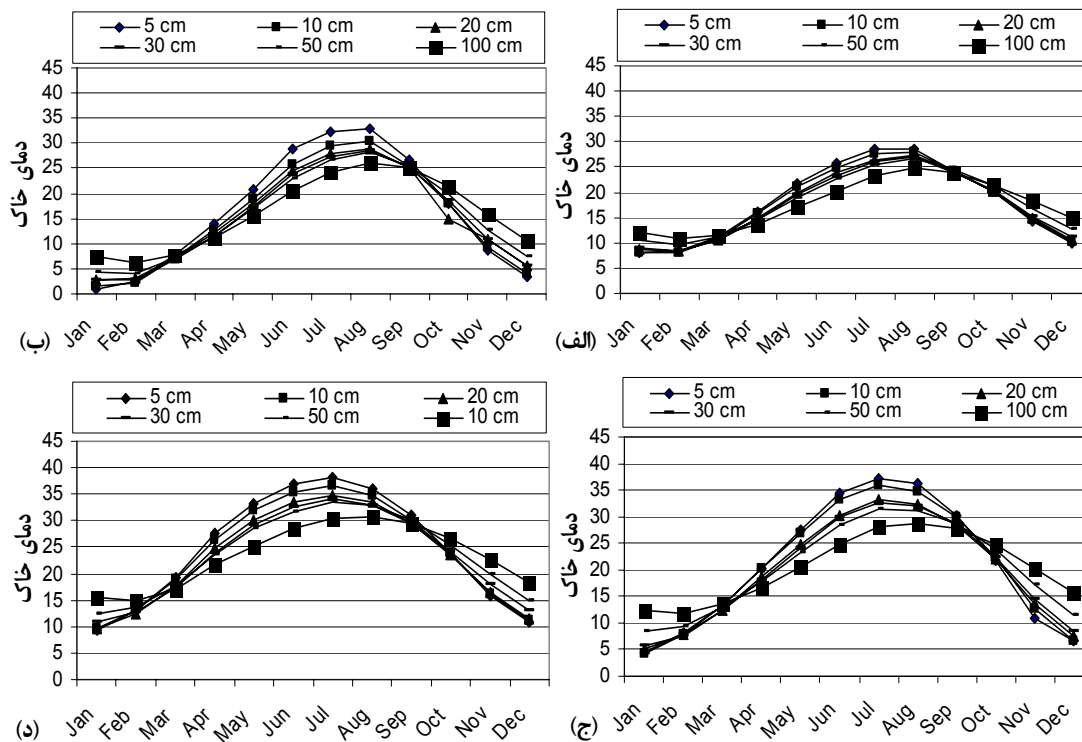 5 cm 10 cm 20 cm
30 cm 50 cm 100 cm
45
40
35
30
25
20
15
10
5
0
دمای خاک
Jan Feb Mar Apr May Jun Jul Aug Sep Oct Nov Dec
(ب)
5 cm 10 cm 20 cm
30 cm 50 cm 100 cm
45
40
35
30
25
20
15
10
5
0
دمای خاک
Jan Feb Mar Apr May Jun Jul Aug Sep Oct Nov Dec
(الف)
5 cm 10 cm 20 cm
30 cm 50 cm 10 cm
45
40
35
30
25
20
15
10
5
0
دمای خاک
Jan Feb Mar Apr May Jun Jul Aug Sep Oct Nov Dec
(د)
5 cm 10 cm 20 cm
30 cm 50 cm 100 cm
45
40
35
30
25
20
15
10
5
0
دمای خاک
Jan Feb Mar Apr May Jun Jul Aug Sep Oct Nov Dec
(ج)